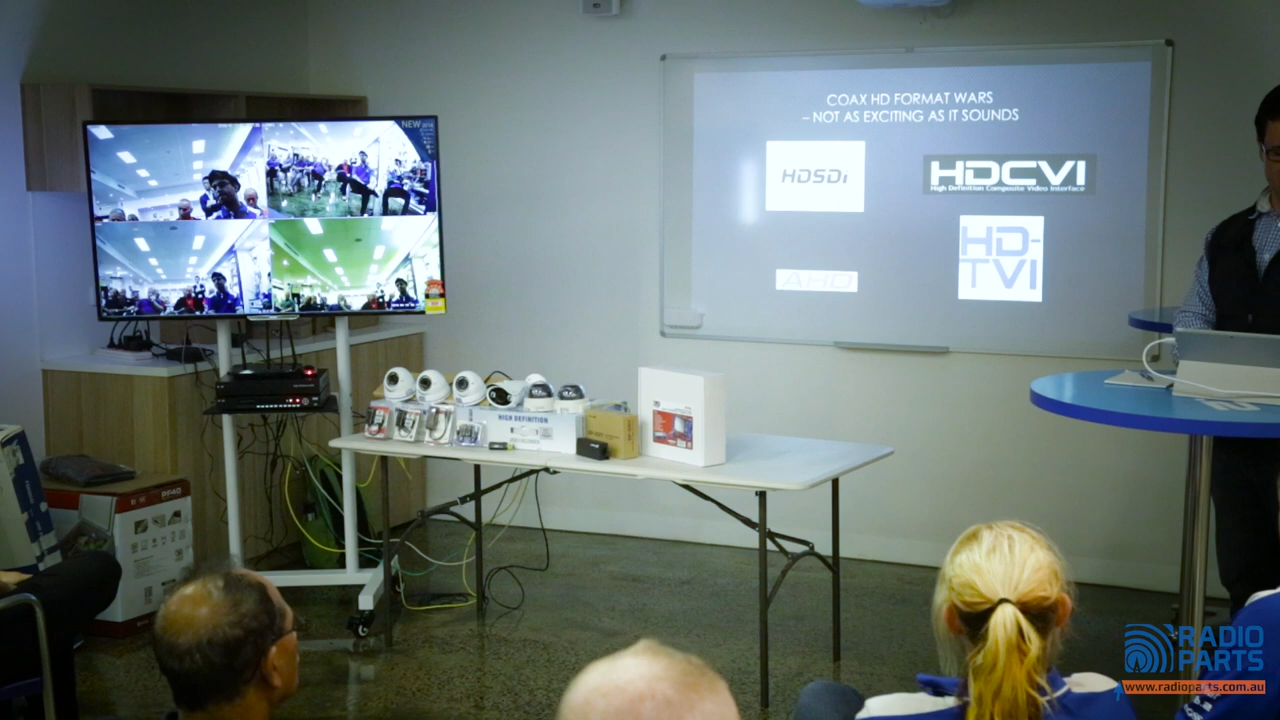 NEW
COAX HD FORMAT WARS
– NOT AS EXCITING AS IT SOUNDS
HDSDi
HDCVI
High Definition Composite Video Interface
AHD
HD-
TVI
HIGH DEFINITION
RADIO
PARTS
www.radioparts.com.au